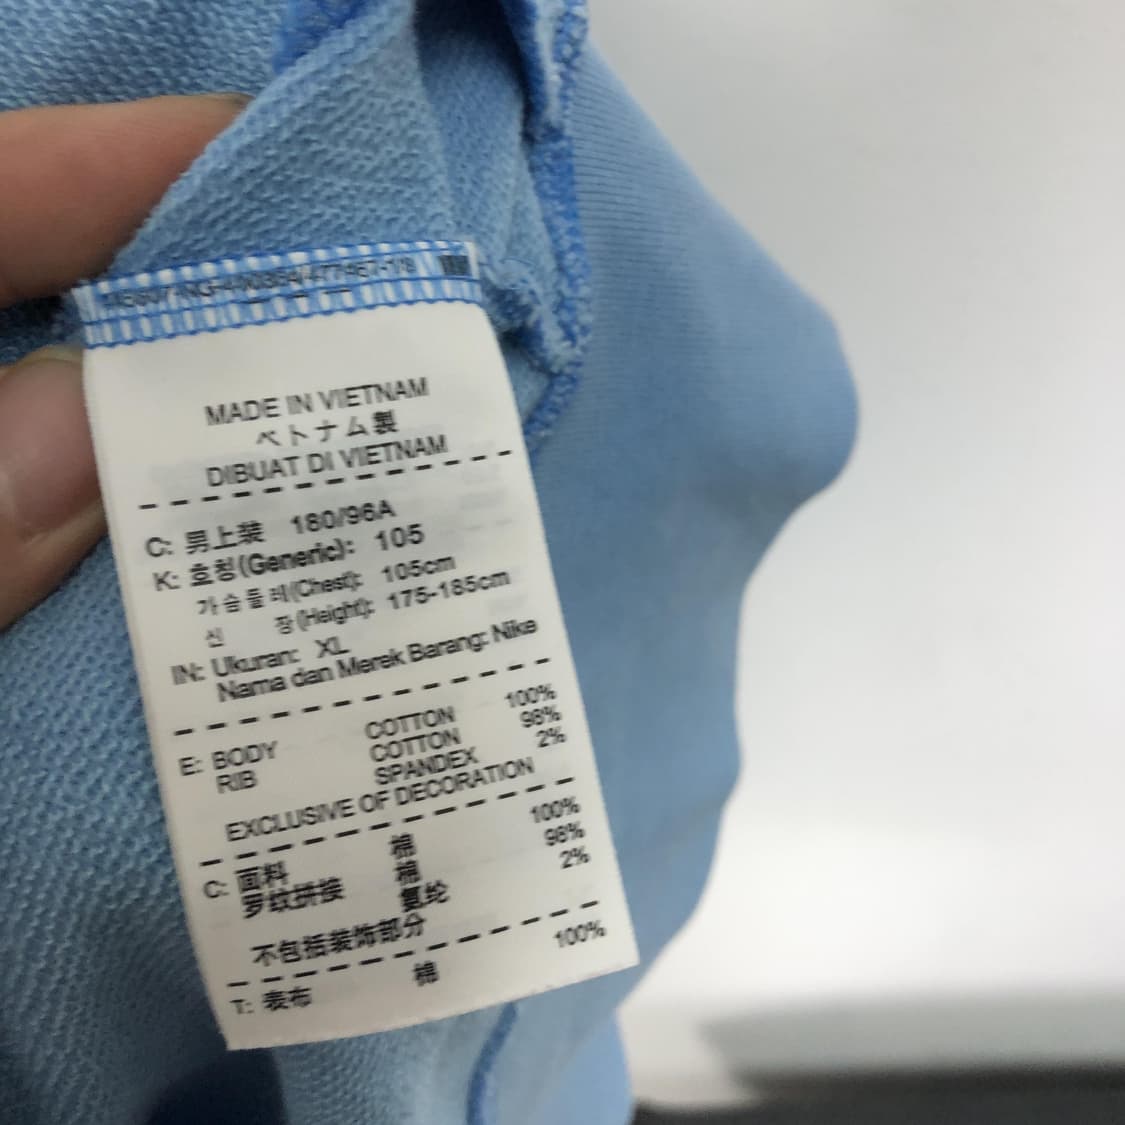 MADE IN VIETNAM
ベトナム製
DIBUAT DI VIETNAM
C: 男上装 180/96A
K: 호칭(Generic): 105
가슴둘레(Chest): 105cm
신 장(Height): 175-185cm
IN: Ukuran: XL
Nama dan Merek Barang: Nike
E: BODY COTTON 100%
RIB COTTON 98%
SPANDEX 2%
EXCLUSIVE OF DECORATION
C: 面料 棉 100%
罗纹拼接 棉 98%
氨纶 2%
不包括装饰部分
T: 表布 棉 100%